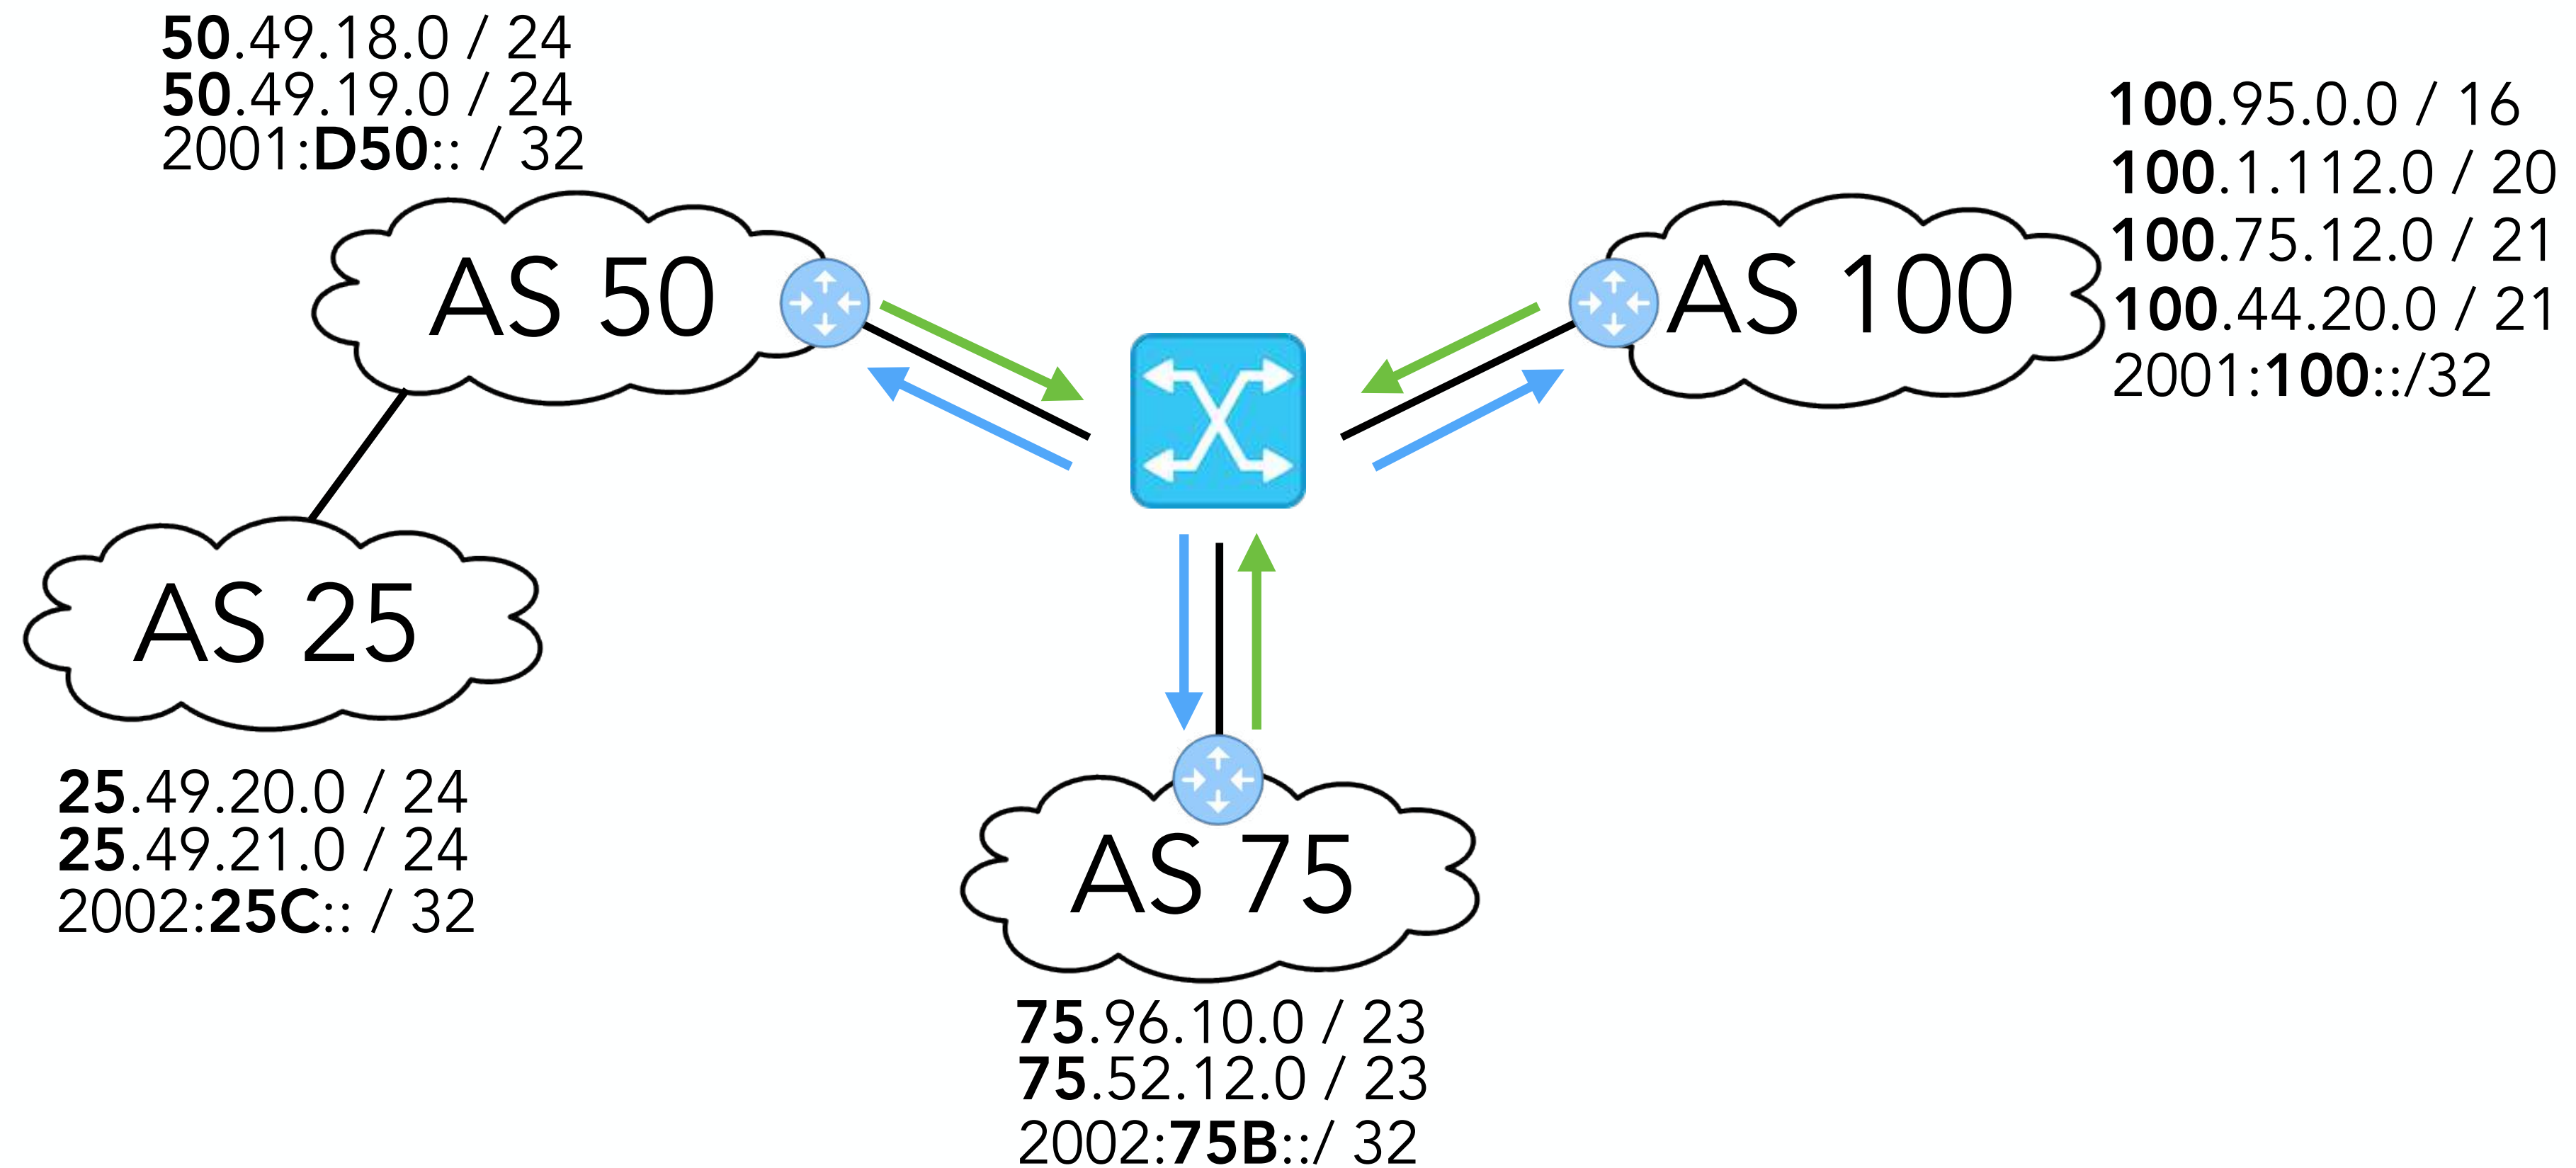 50.49.18.0 / 24
50.49.19.0 / 24
2001:D50:: / 32
AS 50
100.95.0.0 / 16
100.1.112.0 / 20
100.75.12.0 / 21
100.44.20.0 / 21
2001:100::/32
AS 100
AS 25
25.49.20.0 / 24
25.49.21.0 / 24
2002:25C:: / 32
AS 75
75.96.10.0 / 23
75.52.12.0 / 23
2002:75B::/ 32